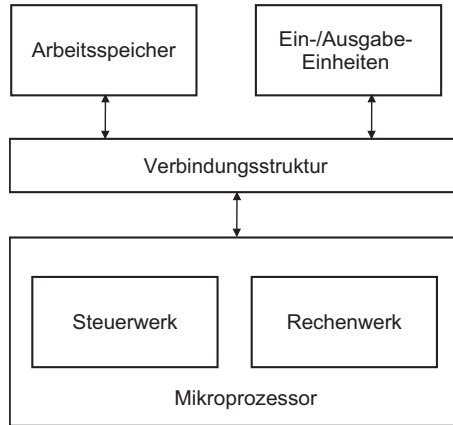 Arbeitsspeicher
Ein-/Ausgabe-
Einheiten
Verbindungsstruktur
Steuerwerk
Rechenwerk
Mikroprozessor